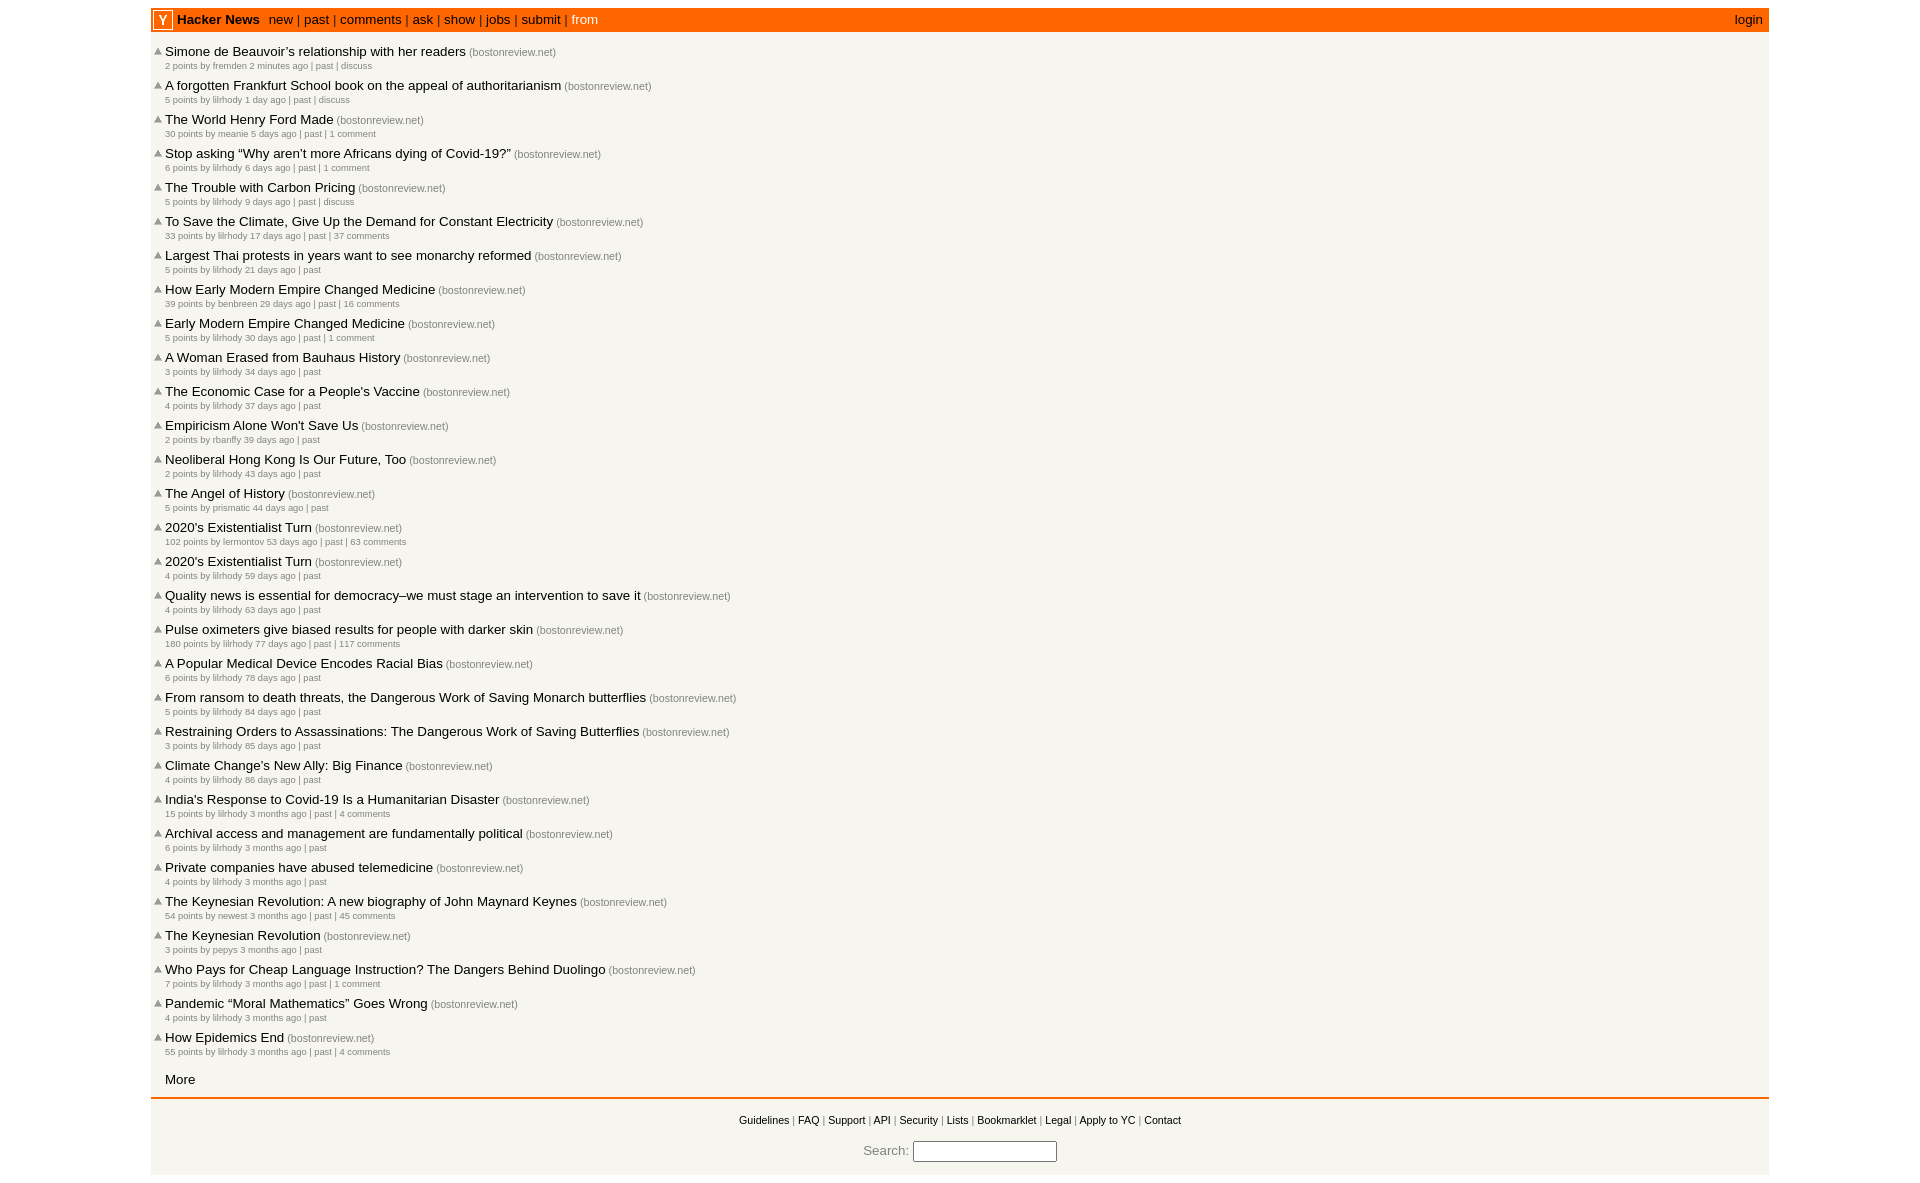 Y Hacker News new | past | comments | ask | show | jobs | submit | from login
Simone de Beauvoir’s relationship with her readers (bostonreview.net)
2 points by fremden 2 minutes ago | past | discuss
A forgotten Frankfurt School book on the appeal of authoritarianism (bostonreview.net)
5 points by lilrhody 1 day ago | past | discuss
The World Henry Ford Made (bostonreview.net)
30 points by meanie 5 days ago | past | 1 comment
Stop asking “Why aren’t more Africans dying of Covid-19?” (bostonreview.net)
6 points by lilrhody 6 days ago | past | 1 comment
The Trouble with Carbon Pricing (bostonreview.net)
5 points by lilrhody 9 days ago | past | discuss
To Save the Climate, Give Up the Demand for Constant Electricity (bostonreview.net)
33 points by lilrhody 17 days ago | past | 37 comments
Largest Thai protests in years want to see monarchy reformed (bostonreview.net)
5 points by lilrhody 21 days ago | past
How Early Modern Empire Changed Medicine (bostonreview.net)
39 points by benbreen 29 days ago | past | 16 comments
Early Modern Empire Changed Medicine (bostonreview.net)
5 points by lilrhody 30 days ago | past | 1 comment
A Woman Erased from Bauhaus History (bostonreview.net)
3 points by lilrhody 34 days ago | past
The Economic Case for a People's Vaccine (bostonreview.net)
4 points by lilrhody 37 days ago | past
Empiricism Alone Won't Save Us (bostonreview.net)
2 points by rbanffy 39 days ago | past
Neoliberal Hong Kong Is Our Future, Too (bostonreview.net)
2 points by lilrhody 43 days ago | past
The Angel of History (bostonreview.net)
5 points by prismatic 44 days ago | past
2020's Existentialist Turn (bostonreview.net)
102 points by lermontov 53 days ago | past | 63 comments
2020's Existentialist Turn (bostonreview.net)
4 points by lilrhody 59 days ago | past
Quality news is essential for democracy–we must stage an intervention to save it (bostonreview.net)
4 points by lilrhody 63 days ago | past
Pulse oximeters give biased results for people with darker skin (bostonreview.net)
180 points by lilrhody 77 days ago | past | 117 comments
A Popular Medical Device Encodes Racial Bias (bostonreview.net)
6 points by lilrhody 78 days ago | past
From ransom to death threats, the Dangerous Work of Saving Monarch butterflies (bostonreview.net)
5 points by lilrhody 84 days ago | past
Restraining Orders to Assassinations: The Dangerous Work of Saving Butterflies (bostonreview.net)
3 points by lilrhody 85 days ago | past
Climate Change’s New Ally: Big Finance (bostonreview.net)
4 points by lilrhody 86 days ago | past
India’s Response to Covid-19 Is a Humanitarian Disaster (bostonreview.net)
15 points by lilrhody 3 months ago | past | 4 comments
Archival access and management are fundamentally political (bostonreview.net)
6 points by lilrhody 3 months ago | past
Private companies have abused telemedicine (bostonreview.net)
4 points by lilrhody 3 months ago | past
The Keynesian Revolution: A new biography of John Maynard Keynes (bostonreview.net)
54 points by newest 3 months ago | past | 45 comments
The Keynesian Revolution (bostonreview.net)
3 points by pepys 3 months ago | past
Who Pays for Cheap Language Instruction? The Dangers Behind Duolingo (bostonreview.net)
7 points by lilrhody 3 months ago | past | 1 comment
Pandemic “Moral Mathematics” Goes Wrong (bostonreview.net)
4 points by lilrhody 3 months ago | past
How Epidemics End (bostonreview.net)
55 points by lilrhody 3 months ago | past | 4 comments
More
Guidelines | FAQ | Support | API | Security | Lists | Bookmarklet | Legal | Apply to YC | Contact
Search: